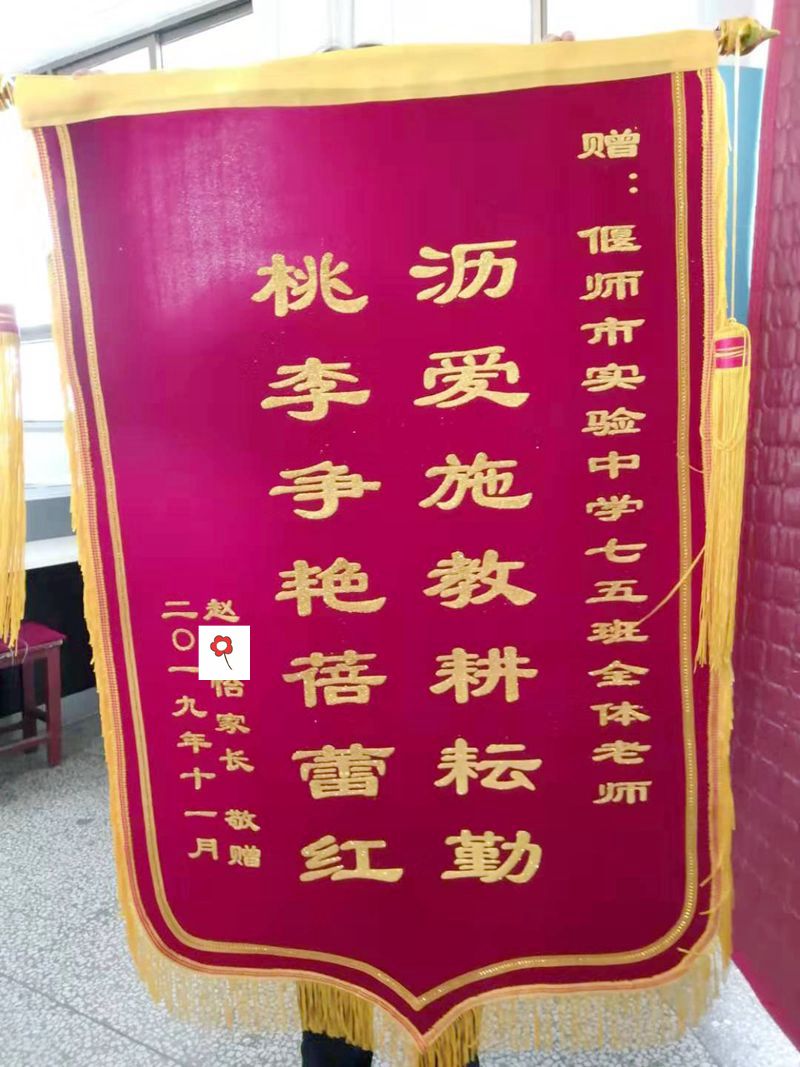 赠：偃师市实验中学七五班全体老师
沥爱施教耕耘勤
桃李争艳蓓蕾红
赵怡家长 敬赠
二〇一九年十一月